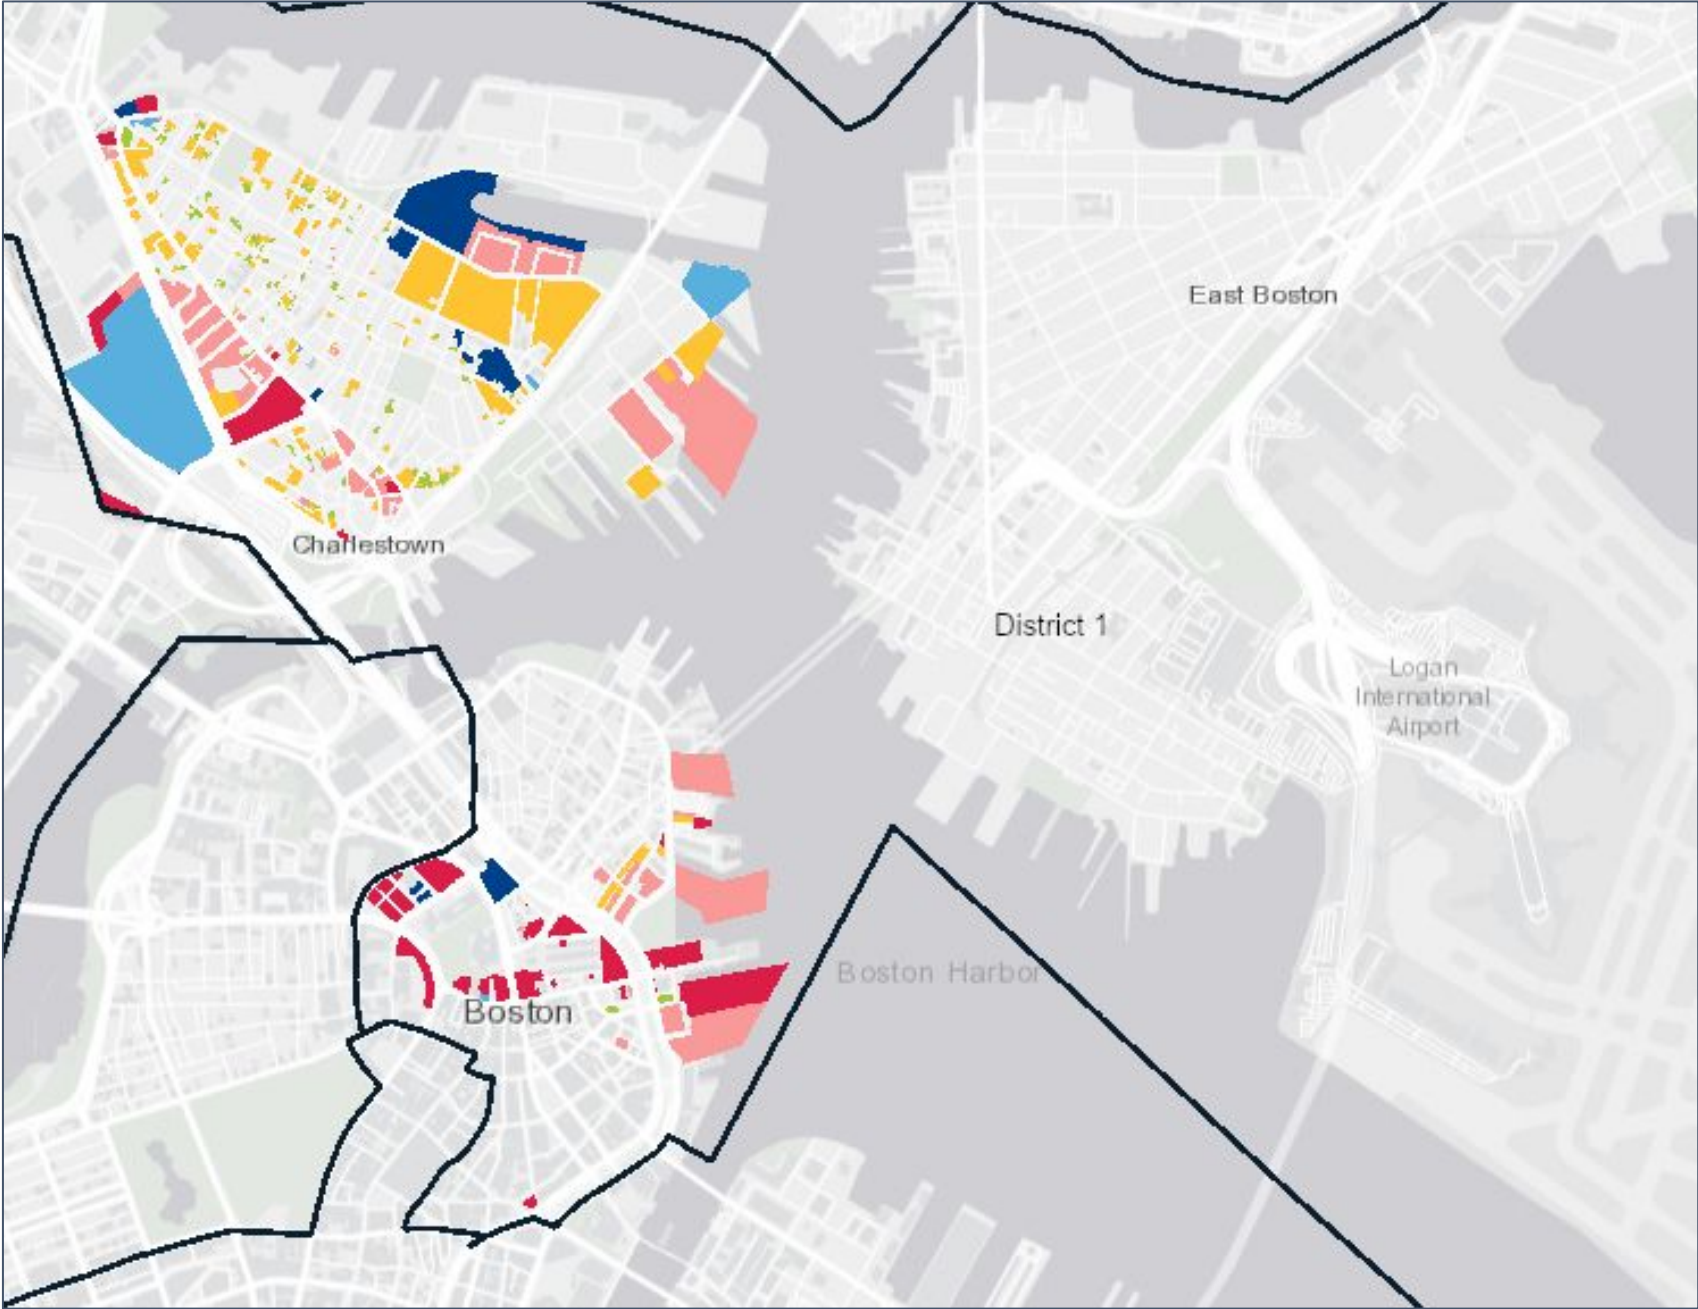 East Boston
Charlestown
District 1
Logan
International
Airport
Boston Harbor
Boston